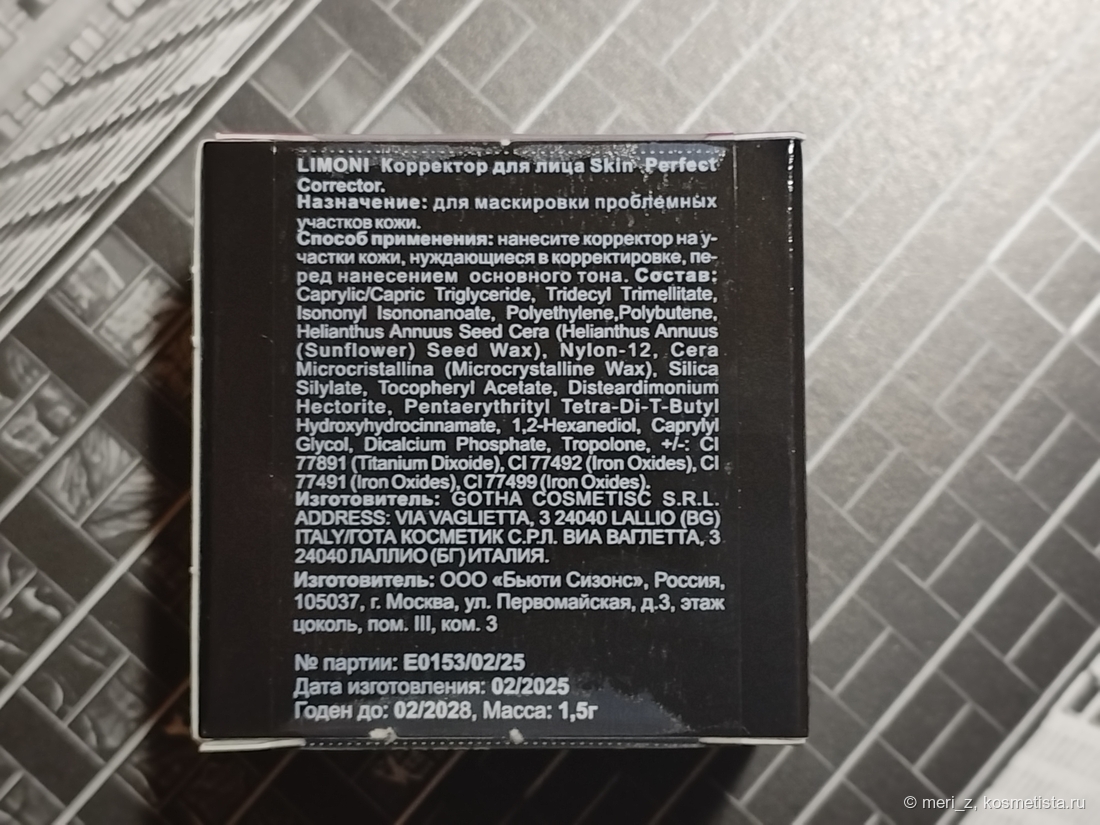 LIMONI Корректор для лица Skin Perfect
Corrector.
Назначение: для маскировки проблемных
участков кожи.
Способ применения: нанесите корректор на у-
частки кожи, нуждающиеся в корректировке, пе-
ред нанесением основного тона. Состав:
Caprylic/Capric Triglyceride, Tridecyl Trimellitate,
Isononyl Isononanoate, Polyethylene,Polybutene,
Helianthus Annuus Seed Cera (Helianthus Annuus
(Sunflower) Seed Wax), Nylon-12, Cera
Microcristallina (Microcrystalline Wax), Silica
Silylate, Tocopheryl Acetate, Disteardimonium
Hectorite, Pentaerythrityl Tetra-Di-T-Butyl
Hydroxyhydrocinnamate, 1,2-Hexanediol, Caprylyl
Glycol, Dicalcium Phosphate, Tropolone, +/-: CI
77891 (Titanium Dixoide), CI 77492 (Iron Oxides), CI
77491 (Iron Oxides), CI 77499 (Iron Oxides).
Изготовитель: GOTHA COSMETISC S.R.L.
ADDRESS: VIA VAGLIETTA, 3 24040 LALLIO (BG)
ITALY/ГОТА КОСМЕТИК С.Р.Л. ВИА ВАГЛЕТТА, 3
24040 ЛАЛЛИО (БГ) ИТАЛИЯ.
Изготовитель: ООО «Бьюти Сизонс», Россия,
105037, г. Москва, ул. Первомайская, д.3, этаж
цоколь, пом. III, ком. 3
№ партии: E0153/02/25
Дата изготовления: 02/2025
Годен до: 02/2028, Масса: 1,5г
© meri_z, kosmetista.ru